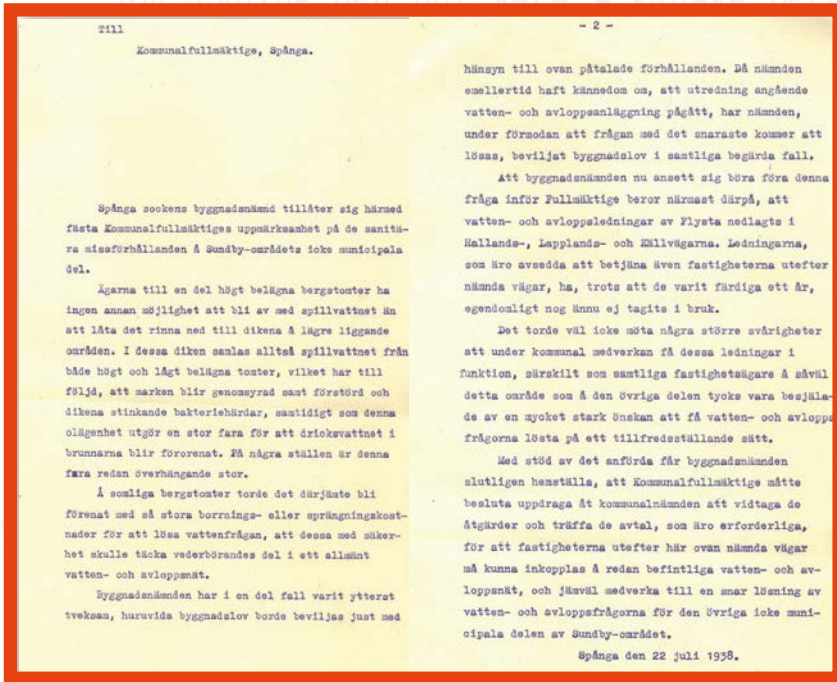 Till
Kommunalfullmäktige, Spånga.
Spånga sockens byggnadsnämnd tillåter sig härmed
fästa Kommunalfullmäktiges uppmärksamhet på de sanitä-
ra missförhållanden å Sundby-områdets icke municipala
del.
Ägarna till en del högt belägna bergstomter ha
ingen annan möjlighet att bli av med spillvattnet än
att låta det rinna ned till dikena å lägre liggande
områden. I dessa diken samlas alltså spillvattnet från
både högt och lågt belägna tomter, vilket har till
följd, att marken blir genomsyrad samt förstörd och
dikena stinkande bakteriehärdar, samtidigt som denna
olägenhet utgör en stor fara för att dricksvattnet i
brunnarna blir förorenat. På några ställen är denna
fara redan överhängande stor.
Å somliga bergstomter torde det därjämte bli
förenat med så stora borrnings- eller sprängningskost-
nader för att lösa vattenfrågan, att dessa med säker-
het skulle täcka vederbörandes del i ett allmänt
vatten- och avloppsnät.
Byggnadsnämnden har i en del fall varit ytterst
tveksam, huruvida byggnadslov borde beviljas just med
- 2 -
hänsyn till ovan påtalade förhållanden. Då nämnden
emellertid haft kännedom om, att utredning angående
vatten- och avloppsanläggning pågått, har nämnden,
under förmodan att frågan med det snaraste kommer att
lösas, beviljat byggnadslov i samtliga begärda fall.
Att byggnadsnämnden nu ansett sig böra föra denna
fråga inför Fullmäktige beror närmast därpå, att
vatten- och avloppsledningar av Flysta nedlagts i
Hallands-, Lapplands- och Källvägarna. Ledningarna,
som äro avsedda att betjäna även fastigheterna utefter
nämnda vägar, ha, trots att de varit färdiga ett år,
egendomligt nog ännu ej tagits i bruk.
Det torde väl icke möta några större svårigheter
att under kommunal medverkan få dessa ledningar i
funktion, särskilt som samtliga fastighetsägare å såväl
detta område som å den övriga delen tycks vara besjäla-
de av en mycket stark önskan att få vatten- och avlopps
frågorna lösta på ett tillfredsställande sätt.
Med stöd av det anförda får byggnadsnämnden
slutligen hemställa, att Kommunalfullmäktige måtte
besluta uppdraga åt kommunalnämnden att vidtaga de
åtgärder och träffa de avtal, som äro erforderliga,
för att fastigheterna utefter här ovan nämnda vägar
må kunna inkopplas å redan befintliga vatten- och av-
loppsnät, och jämväl medverka till en snar lösning av
vatten- och avloppsfrågorna för den övriga icke muni-
cipala delen av Sundby-området.
Spånga den 22 juli 1938.